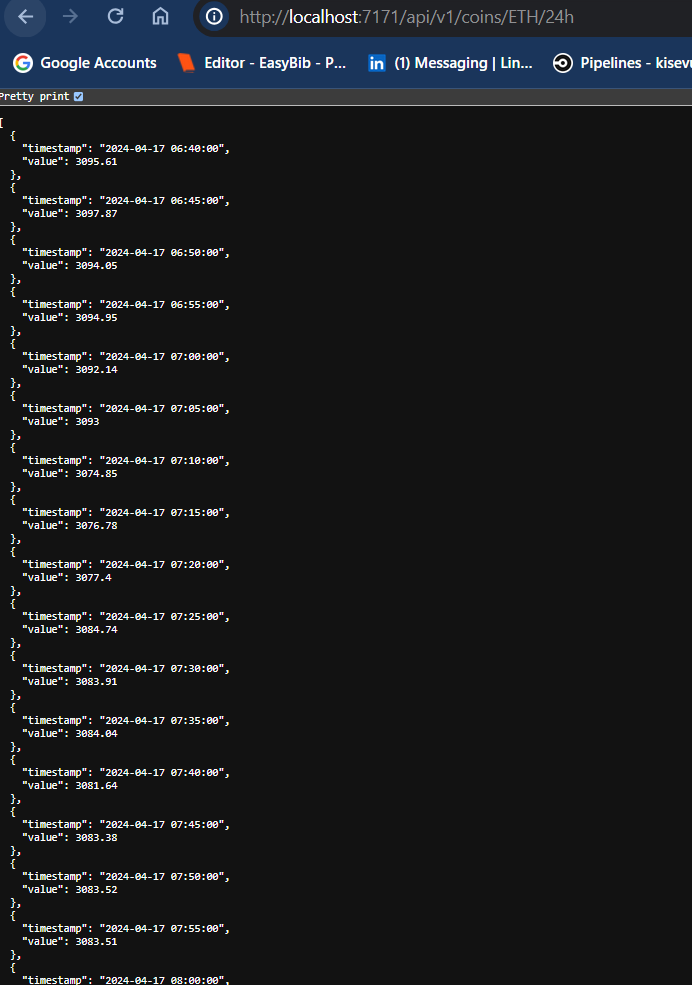 http://localhost:7171/api/v1/coins/ETH/24h
Google Accounts
Editor - EasyBib - P...
(1) Messaging | Lin...
Pipelines - kisevu
Pretty print
[
{
"timestamp": "2024-04-17 06:40:00",
"value": 3095.61
},
{
"timestamp": "2024-04-17 06:45:00",
"value": 3097.87
},
{
"timestamp": "2024-04-17 06:50:00",
"value": 3094.05
},
{
"timestamp": "2024-04-17 06:55:00",
"value": 3094.95
},
{
"timestamp": "2024-04-17 07:00:00",
"value": 3092.14
},
{
"timestamp": "2024-04-17 07:05:00",
"value": 3093
},
{
"timestamp": "2024-04-17 07:10:00",
"value": 3074.85
},
{
"timestamp": "2024-04-17 07:15:00",
"value": 3076.78
},
{
"timestamp": "2024-04-17 07:20:00",
"value": 3077.4
},
{
"timestamp": "2024-04-17 07:25:00",
"value": 3084.74
},
{
"timestamp": "2024-04-17 07:30:00",
"value": 3083.91
},
{
"timestamp": "2024-04-17 07:35:00",
"value": 3084.04
},
{
"timestamp": "2024-04-17 07:40:00",
"value": 3081.64
},
{
"timestamp": "2024-04-17 07:45:00",
"value": 3083.38
},
{
"timestamp": "2024-04-17 07:50:00",
"value": 3083.52
},
{
"timestamp": "2024-04-17 07:55:00",
"value": 3083.51
},
{
"timestamp": "2024-04-17 08:00:00",